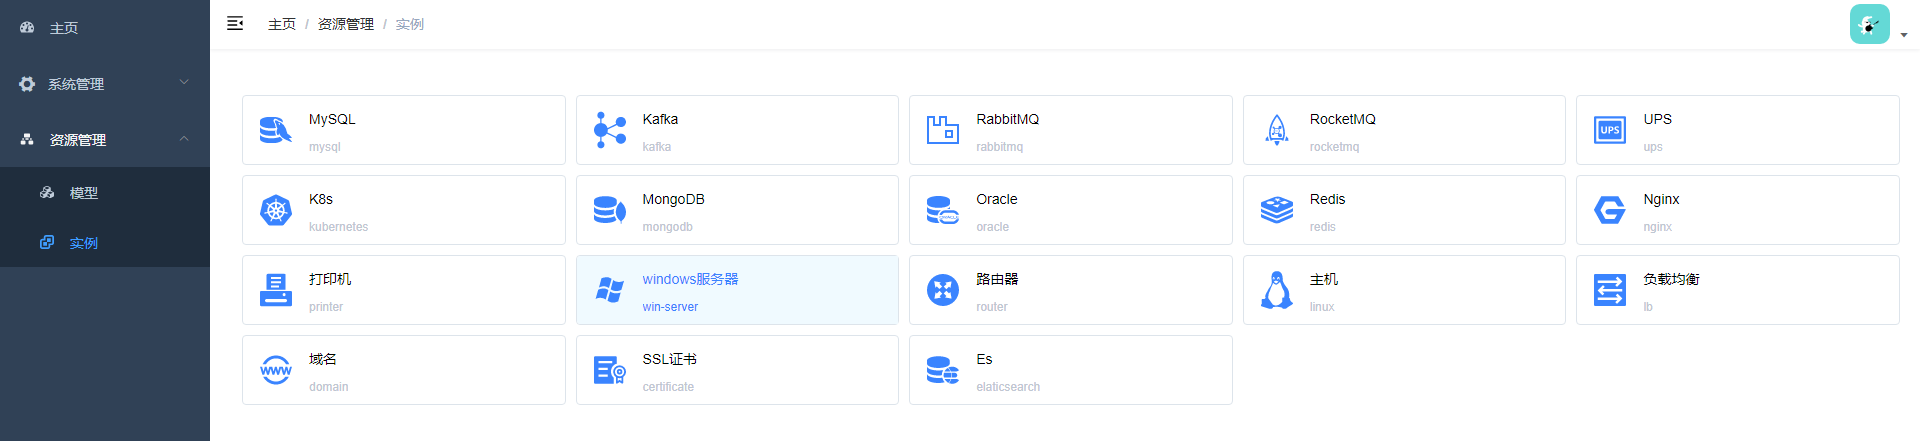 主页
系统管理
资源管理
模型
实例
主页 / 资源管理 / 实例
MySQL
mysql
Kafka
kafka
RabbitMQ
rabbitmq
RocketMQ
rocketmq
UPS
UPS
ups
K8s
kubernetes
MongoDB
mongodb
ORACLE
Oracle
oracle
Redis
redis
Nginx
nginx
打印机
printer
windows服务器
win-server
路由器
router
主机
linux
负载均衡
lb
WWW
域名
domain
SSL证书
certificate
Es
elaticsearch